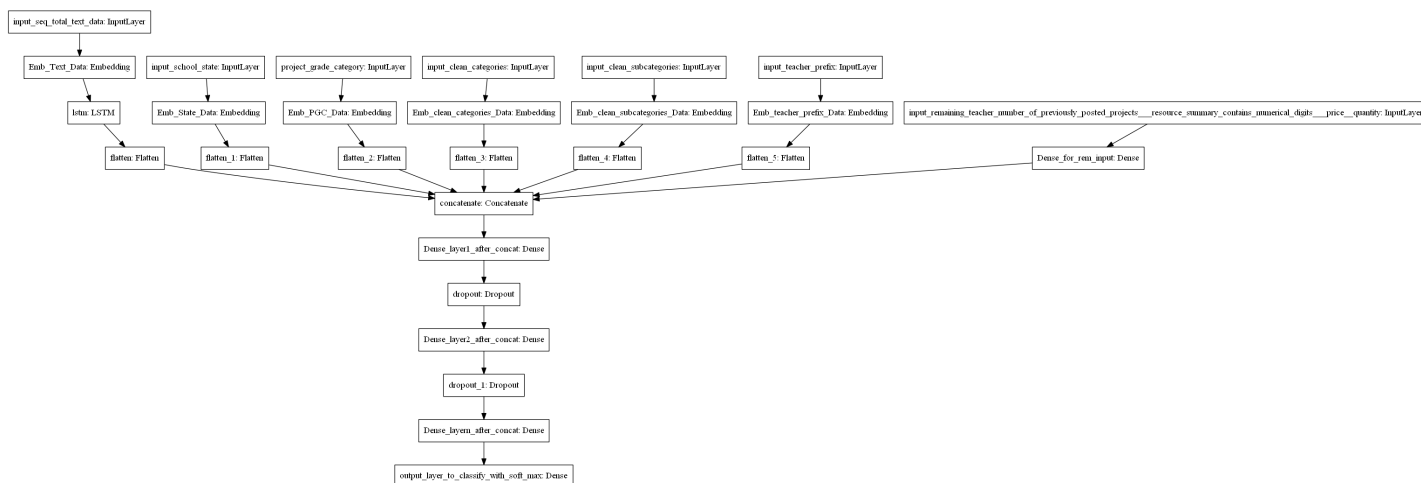 input_seq_total_text_data: InputLayer
Emb_Text_Data: Embedding
input_school_state: InputLayer
project_grade_category: InputLayer
input_clean_categories: InputLayer
input_clean_subcategories: InputLayer
input_teacher_prefix: InputLayer
lstm: LSTM
Emb_State_Data: Embedding
Emb_PGC_Data: Embedding
Emb_clean_categories_Data: Embedding
Emb_clean_subcategories_Data: Embedding
Emb_teacher_prefix_Data: Embedding
input_remaining_teacher_number_of_previously_posted_projects___resource_summary_contains_numerical_digits___price__quantity: InputLayer
flatten: Flatten
flatten_1: Flatten
flatten_2: Flatten
flatten_3: Flatten
flatten_4: Flatten
flatten_5: Flatten
Dense_for_rem_input: Dense
concatenate: Concatenate
Dense_layer1_after_concat: Dense
dropout: Dropout
Dense_layer2_after_concat: Dense
dropout_1: Dropout
Dense_layern_after_concat: Dense
output_layer_to_classify_with_soft_max: Dense